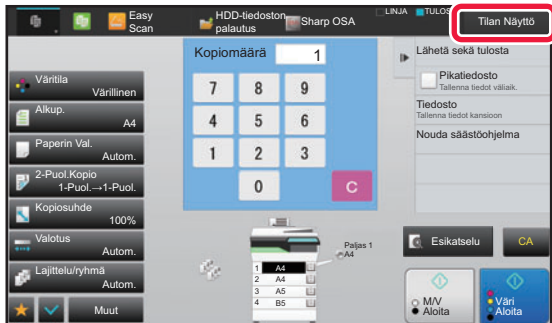 Easy
Scan
HDD-tiedoston
palautus
Sharp OSA
LINJA
TULOS
Tilan Näyttö
Väritila
Värillinen
Alkup.
A4
Paperin Val.
Autom.
2-Puol.Kopio
1-Puol.→1-Puol.
Kopiosuhde
100%
Valotus
Autom.
Lajittelu/ryhmä
Autom.
Muut
Kopiomäärä
1
7 8 9
4 5 6
1 2 3
0 C
Paljas 1
A4
1 A4
2 A4
3 A5
4 B5
Lähetä sekä tulosta
Pikatiedosto
Tallenna tiedot väliaik.
Tiedosto
Tallenna tiedot kansioon
Nouda säästöohjelma
Esikatselu
CA
M/V
Aloita
Väri
Aloita